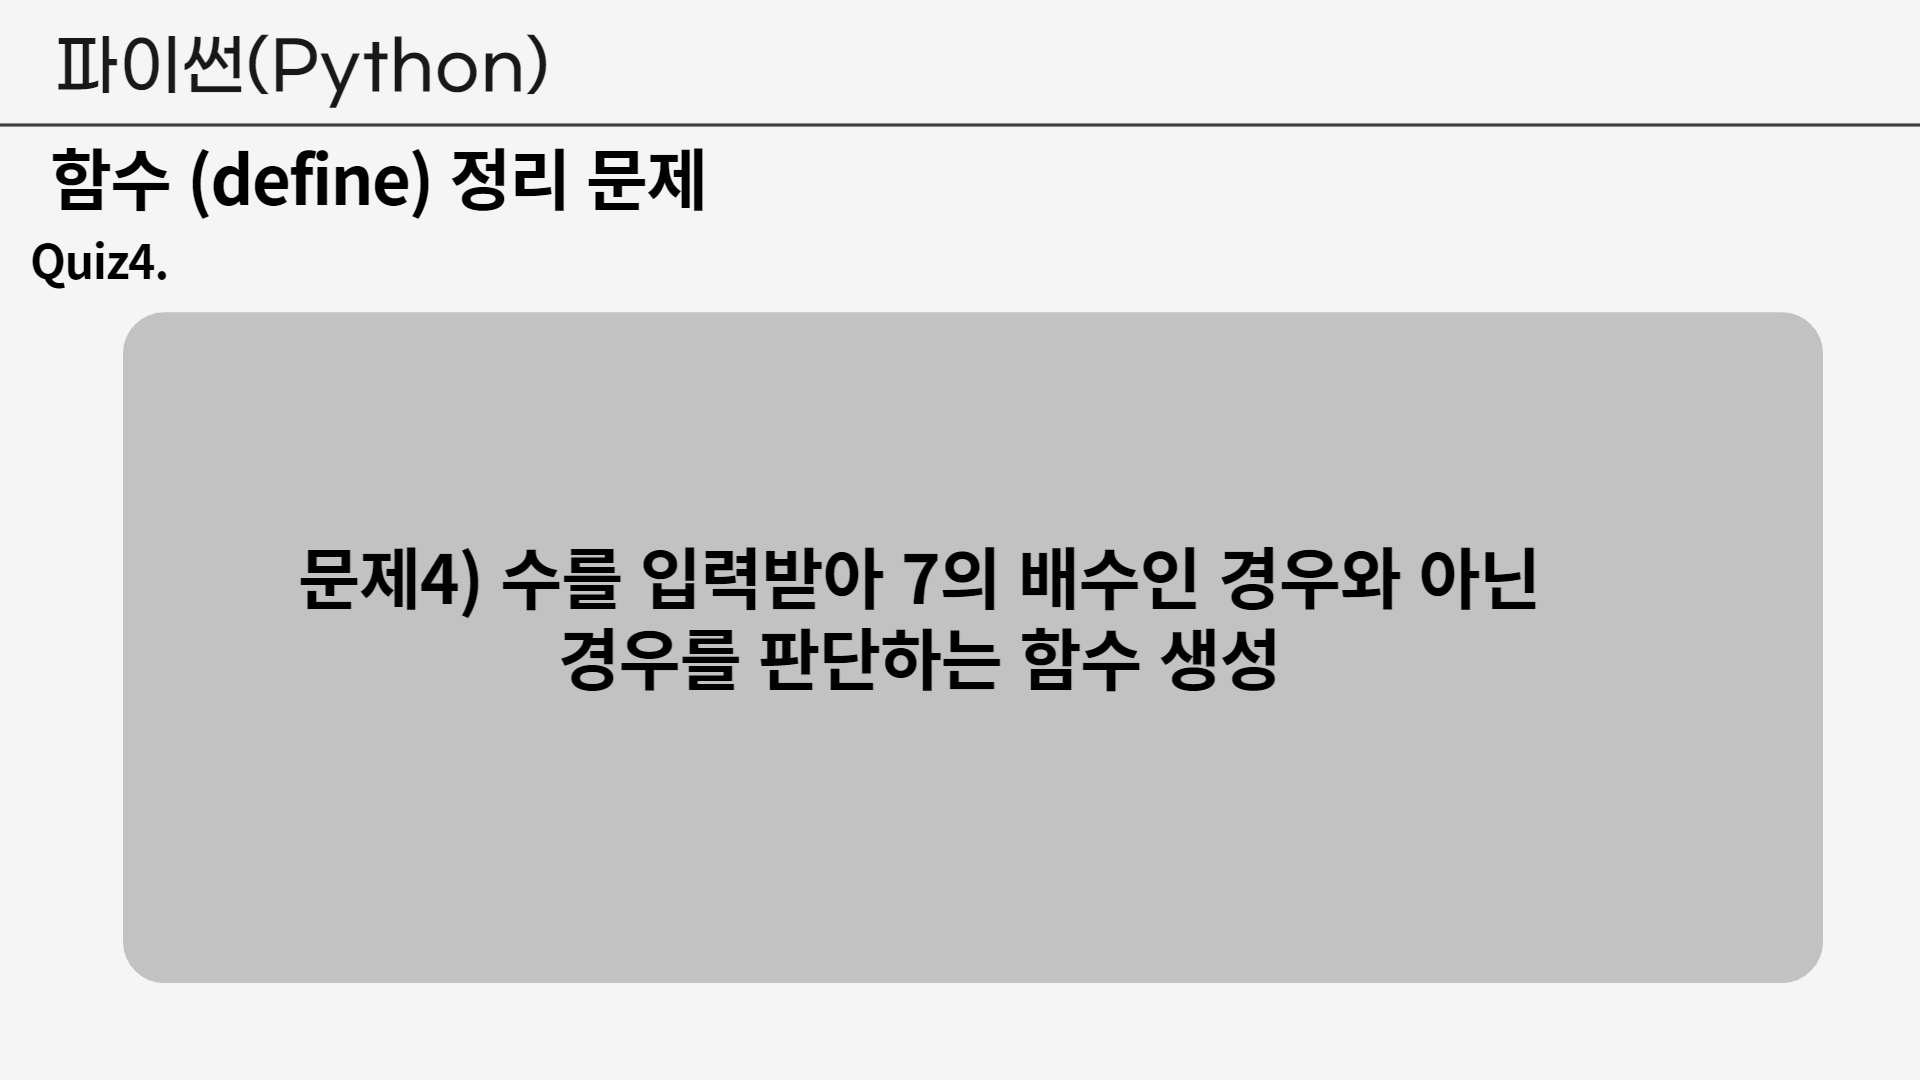 파이썬(Python)
함수 (define) 정리 문제
Quiz4.
문제4) 수를 입력받아 7의 배수인 경우와 아닌
경우를 판단하는 함수 생성